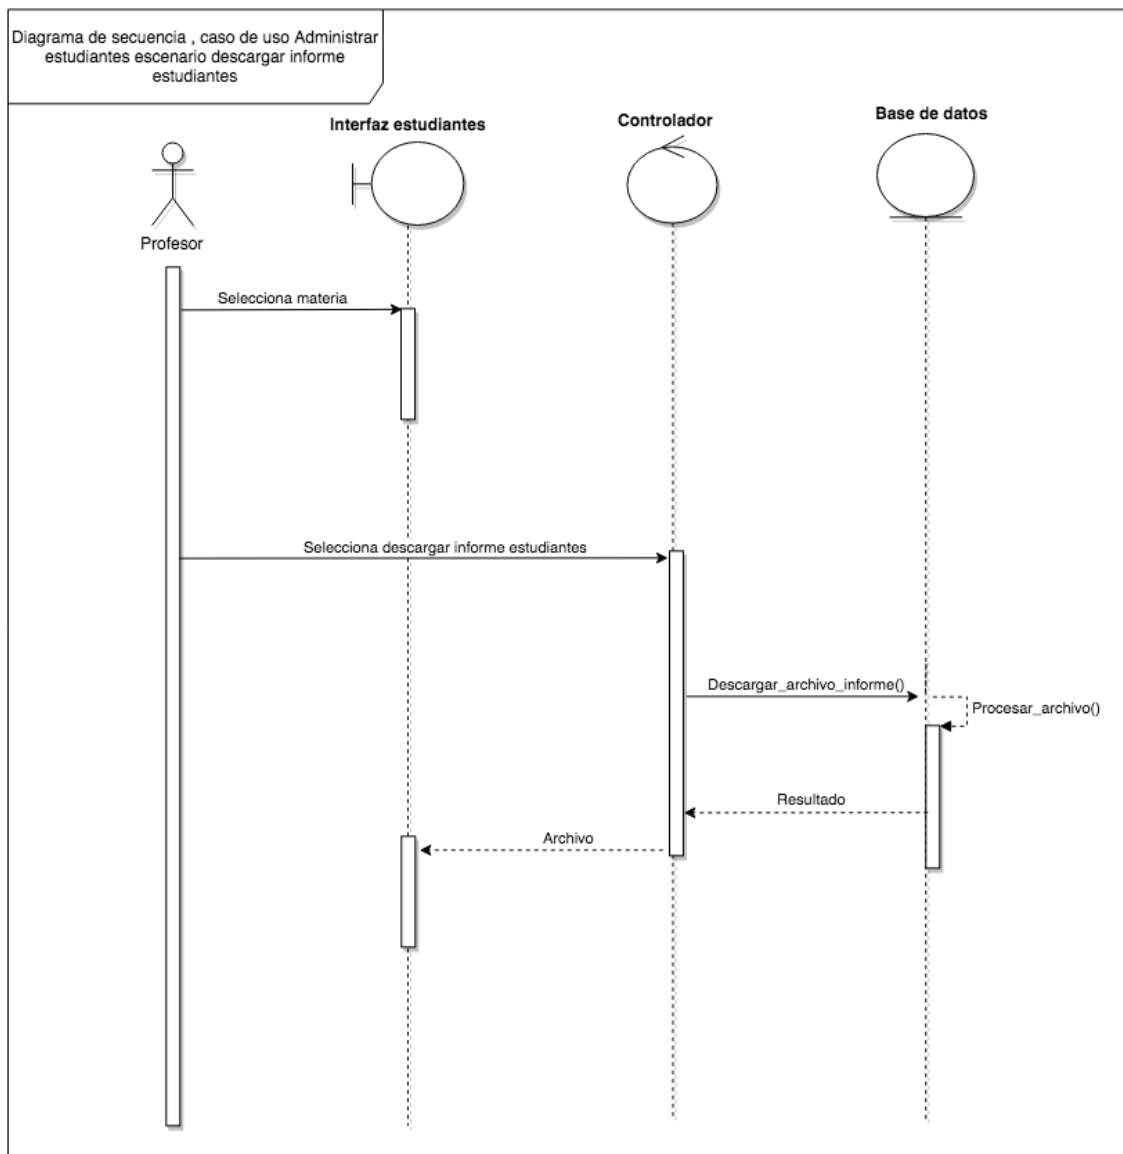 Diagrama de secuencia , caso de uso Administrar
estudiantes escenario descargar informe
estudiantes
Interfaz estudiantes
Controlador
Base de datos
Profesor
Selecciona materia
Selecciona descargar informe estudiantes
Descargar_archivo_informe()
Procesar_archivo()
Resultado
Archivo